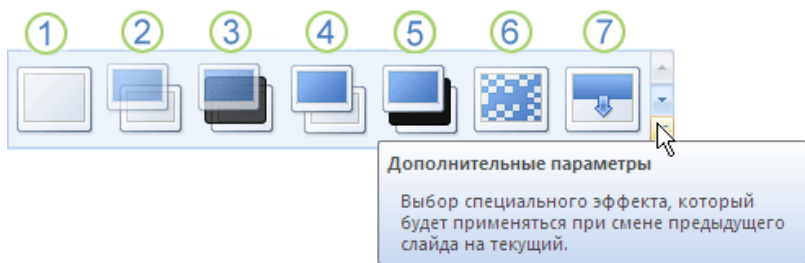 1 2 3 4 5 6 7
Дополнительные параметры
Выбор специального эффекта, который
будет применяться при смене предыдущего
слайда на текущий.